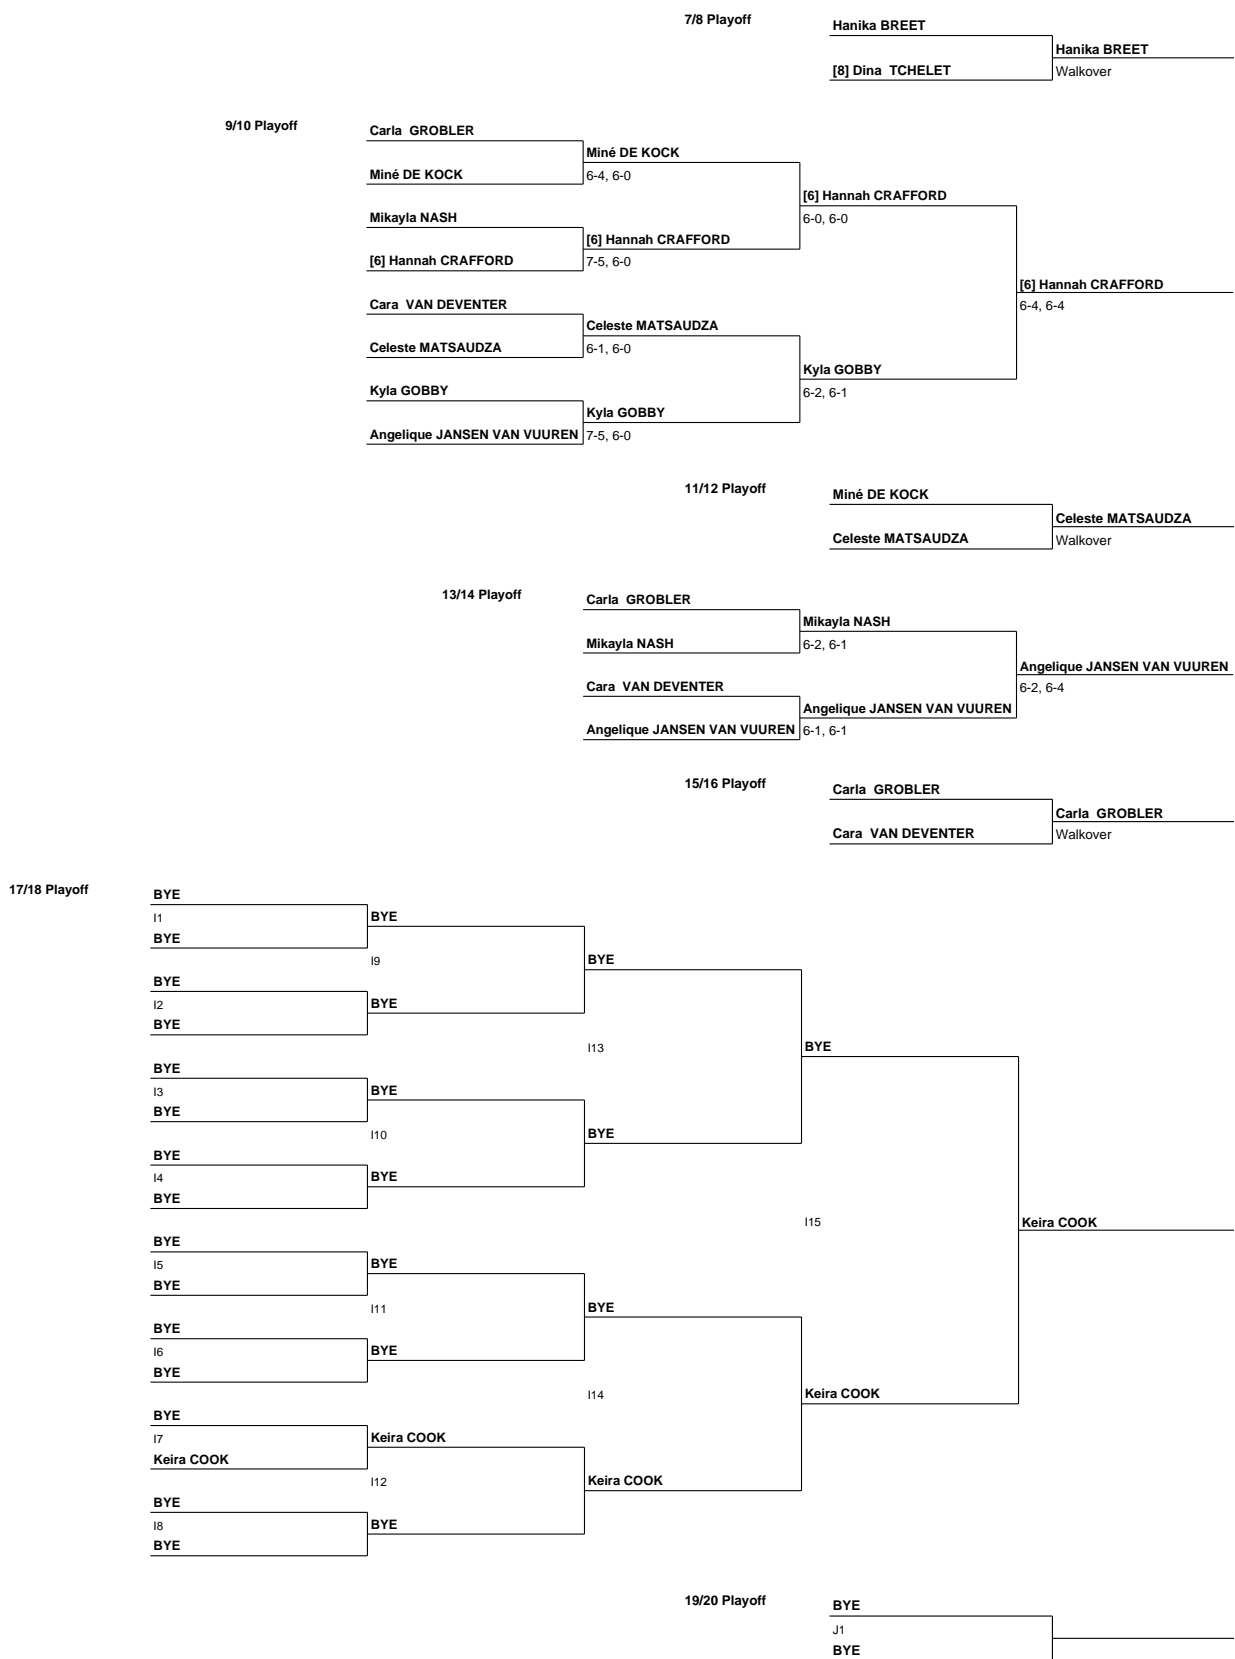 7/8 Playoff
Hanika BREET
Hanika BREET
[8] Dina TCHELET
Walkover
9/10 Playoff
Carla GROBLER
Miné DE KOCK
Miné DE KOCK
6-4, 6-0
[6] Hannah CRAFFORD
Mikayla NASH
6-0, 6-0
[6] Hannah CRAFFORD
[6] Hannah CRAFFORD
7-5, 6-0
[6] Hannah CRAFFORD
Cara VAN DEVENTER
6-4, 6-4
Celeste MATSAUDZA
Celeste MATSAUDZA
6-1, 6-0
Kyla GOBBY
Kyla GOBBY
6-2, 6-1
Kyla GOBBY
Angelique JANSEN VAN VUUREN
7-5, 6-0
11/12 Playoff
Miné DE KOCK
Celeste MATSAUDZA
Celeste MATSAUDZA
Walkover
13/14 Playoff
Carla GROBLER
Mikayla NASH
Mikayla NASH
6-2, 6-1
Angelique JANSEN VAN VUUREN
Cara VAN DEVENTER
6-2, 6-4
Angelique JANSEN VAN VUUREN
Angelique JANSEN VAN VUUREN
6-1, 6-1
15/16 Playoff
Carla GROBLER
Carla GROBLER
Cara VAN DEVENTER
Walkover
17/18 Playoff
BYE
I1
BYE
BYE
I9
BYE
BYE
I2
BYE
BYE
I13
BYE
BYE
I3
BYE
BYE
I10
BYE
BYE
I4
BYE
BYE
I15
Keira COOK
BYE
I5
BYE
BYE
I11
BYE
BYE
I6
BYE
BYE
I14
Keira COOK
BYE
I7
Keira COOK
Keira COOK
I12
Keira COOK
BYE
I8
BYE
BYE
19/20 Playoff
BYE
J1
BYE